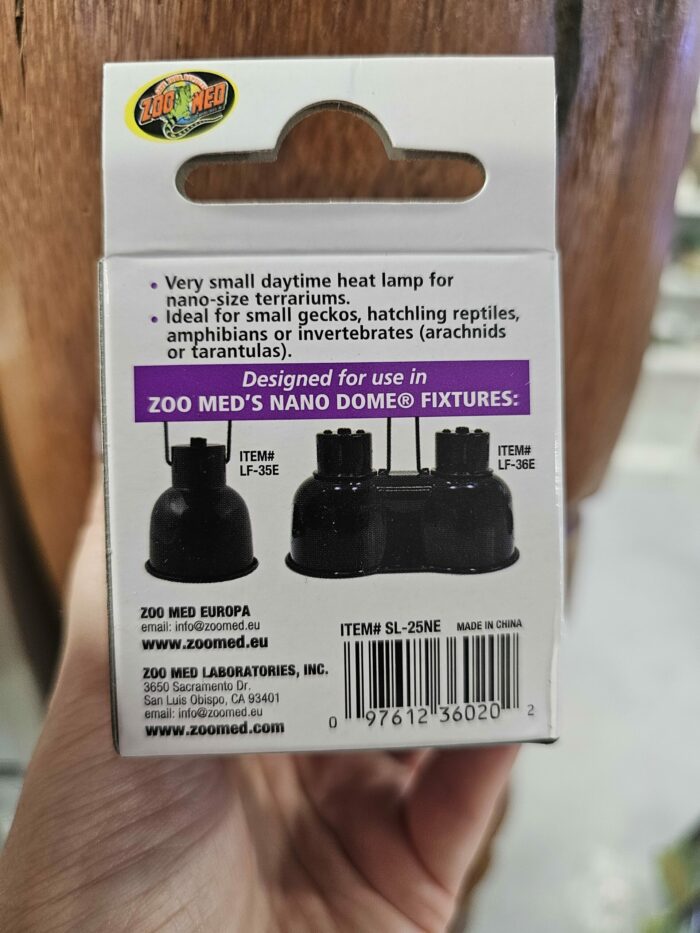 ZOO MED
• Very small daytime heat lamp for
nano-size terrariums.
• Ideal for small geckos, hatchling reptiles,
amphibians or invertebrates (arachnids
or tarantulas).
Designed for use in
ZOO MED'S NANO DOME® FIXTURES:
ITEM#
LF-35E
ITEM#
LF-36E
ZOO MED EUROPA
email: info@zoomed.eu
www.zoomed.eu
ZOO MED LABORATORIES, INC.
3650 Sacramento Dr.
San Luis Obispo, CA 93401
email: info@zoomed.eu
www.zoomed.com
ITEM# SL-25NE MADE IN CHINA
0 97612 36020 2